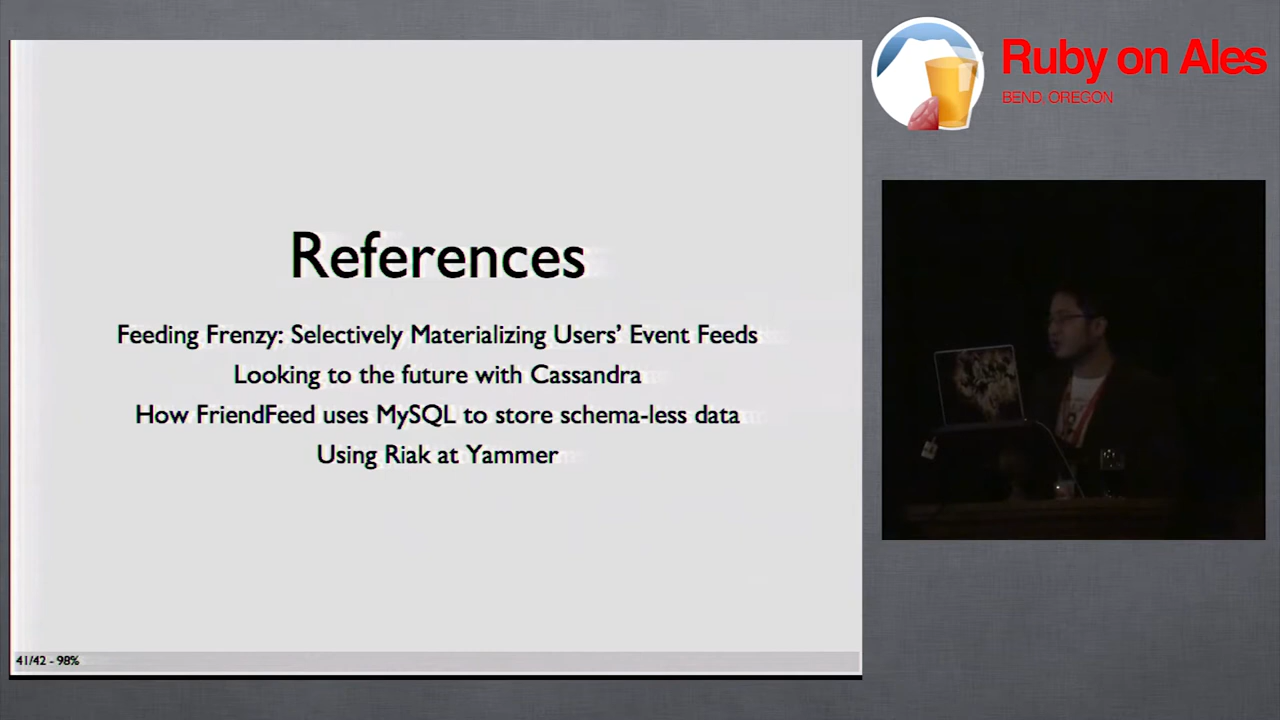 Ruby on Ales
BEND, OREGON
References
Feeding Frenzy: Selectively Materializing Users’ Event Feeds
Looking to the future with Cassandra
How FriendFeed uses MySQL to store schema-less data
Using Riak at Yammer
41/42 - 98%